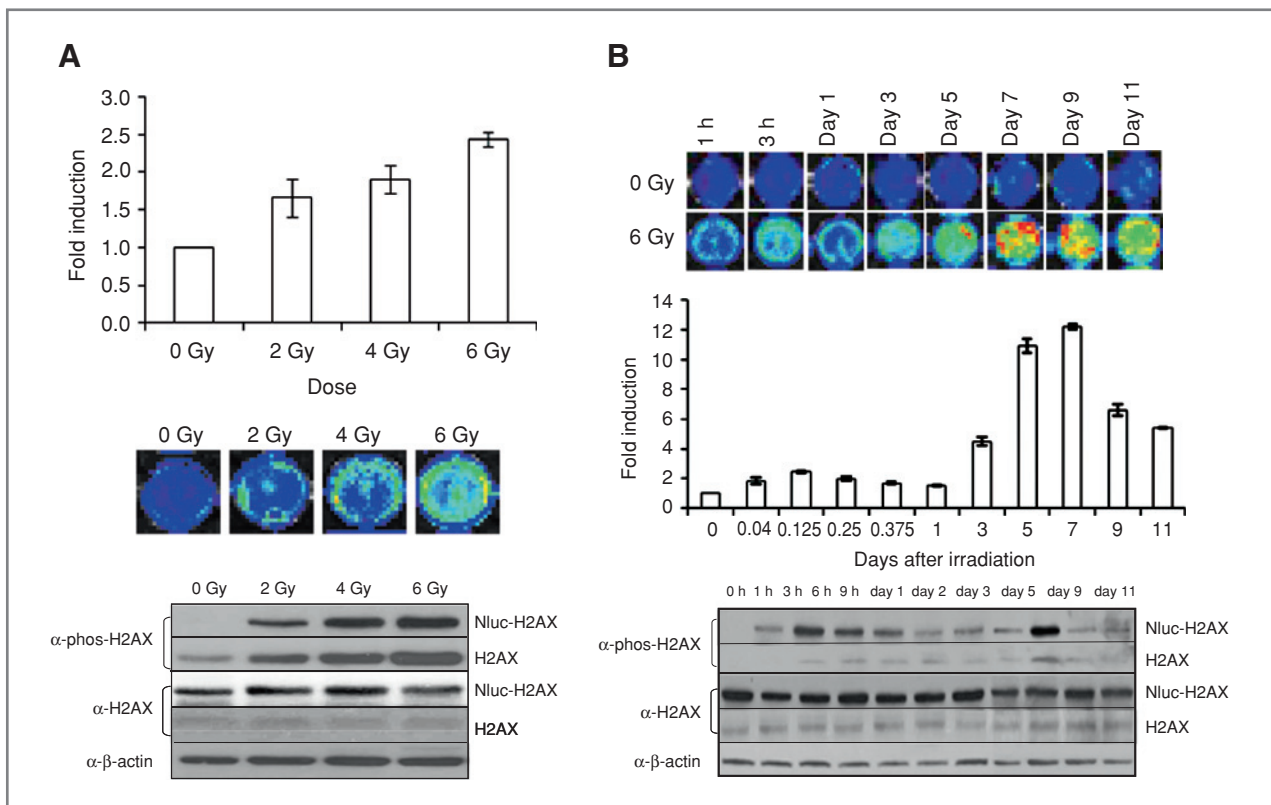 A
3.0
2.5
2.0
1.5
1.0
0.5
0.0
Fold induction
0 Gy 2 Gy 4 Gy 6 Gy
Dose
0 Gy 2 Gy 4 Gy 6 Gy
0 Gy 2 Gy 4 Gy 6 Gy
α-phos-H2AX
Nluc-H2AX
H2AX
α-H2AX
Nluc-H2AX
H2AX
α-β-actin
B
1 h 3 h Day 1 Day 3 Day 5 Day 7 Day 9 Day 11
0 Gy
6 Gy
14
12
10
8
6
4
2
0
Fold induction
0 0.04 0.125 0.25 0.375 1 3 5 7 9 11
Days after irradiation
0 h 1 h 3 h 6 h 9 h day 1 day 2 day 3 day 5 day 9 day 11
α-phos-H2AX
Nluc-H2AX
H2AX
α-H2AX
Nluc-H2AX
H2AX
α-β-actin